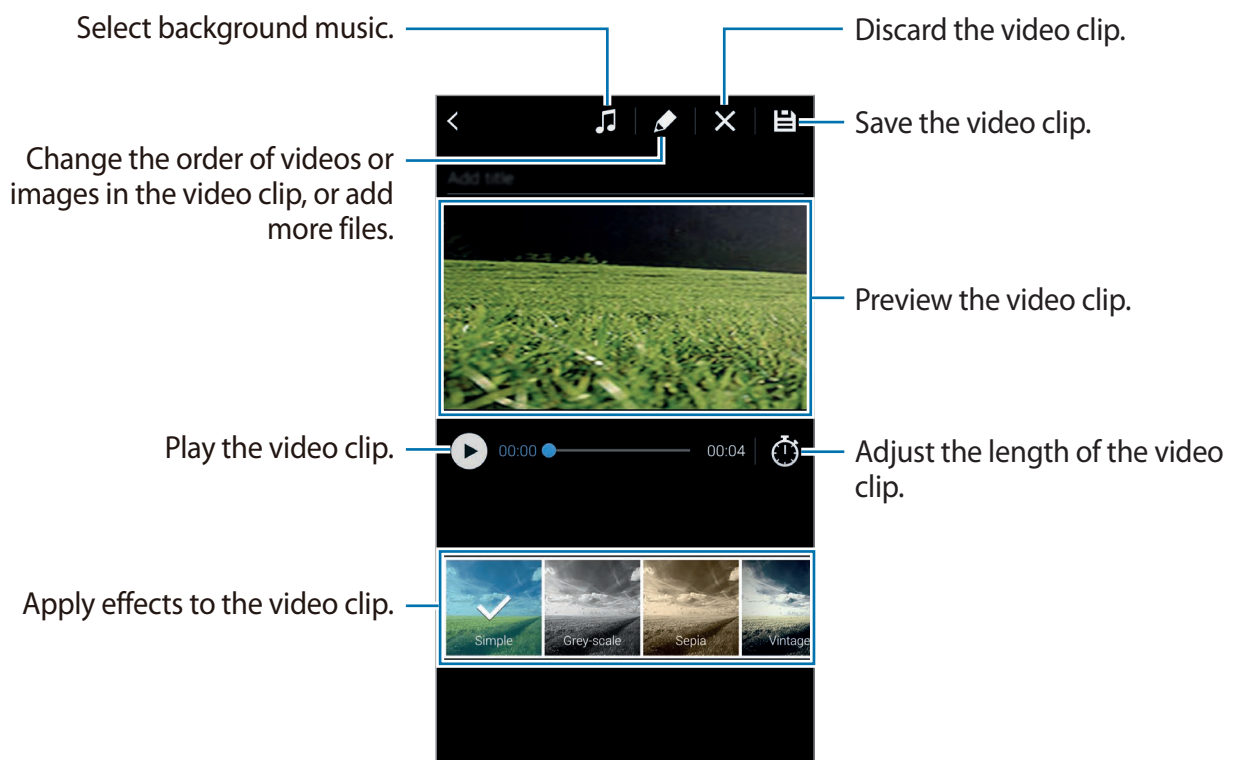 Select background music.
Discard the video clip.
Save the video clip.
Change the order of videos or
images in the video clip, or add
more files.
Add title
Preview the video clip.
Play the video clip.
00:00
00:04
Adjust the length of the video
clip.
Apply effects to the video clip.
Simple
Grey-scale
Sepia
Vintage